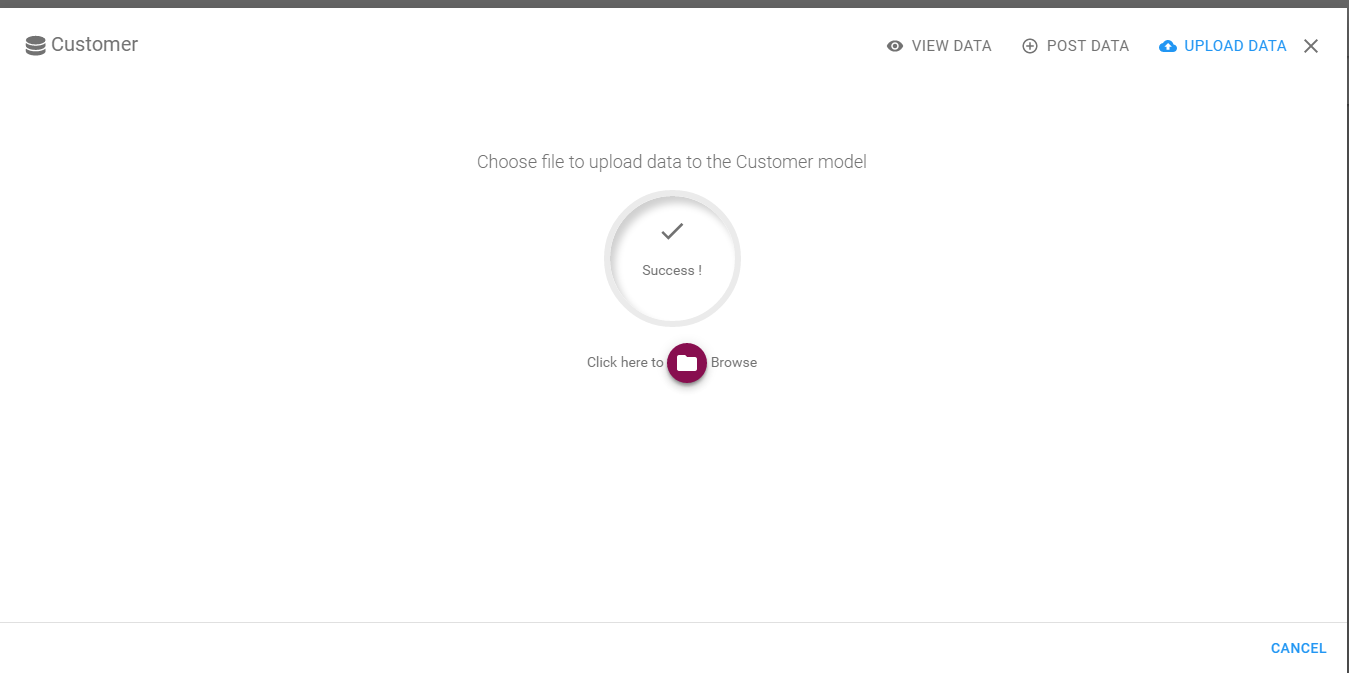 Customer
VIEW DATA
POST DATA
UPLOAD DATA
Choose file to upload data to the Customer model
Success !
Click here to Browse
CANCEL